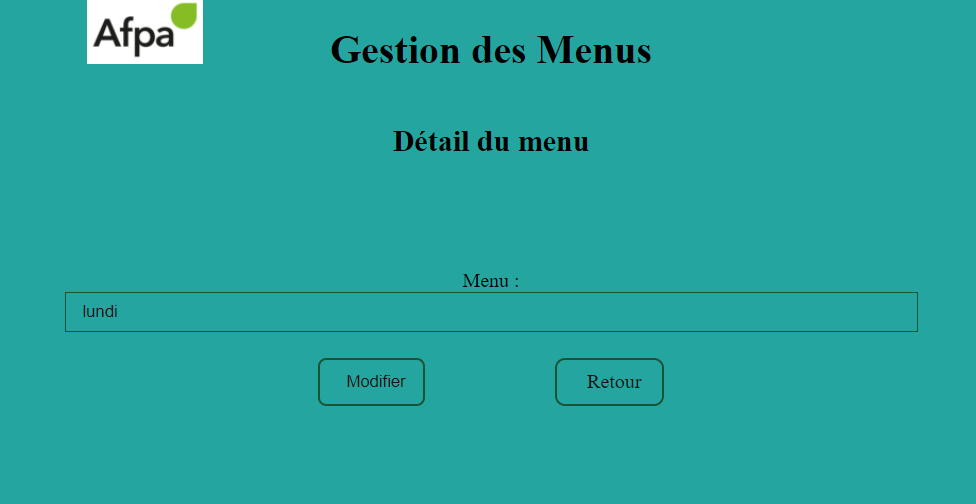 Afpa
Gestion des Menus
Détail du menu
Menu :
lundi
Modifier
Retour